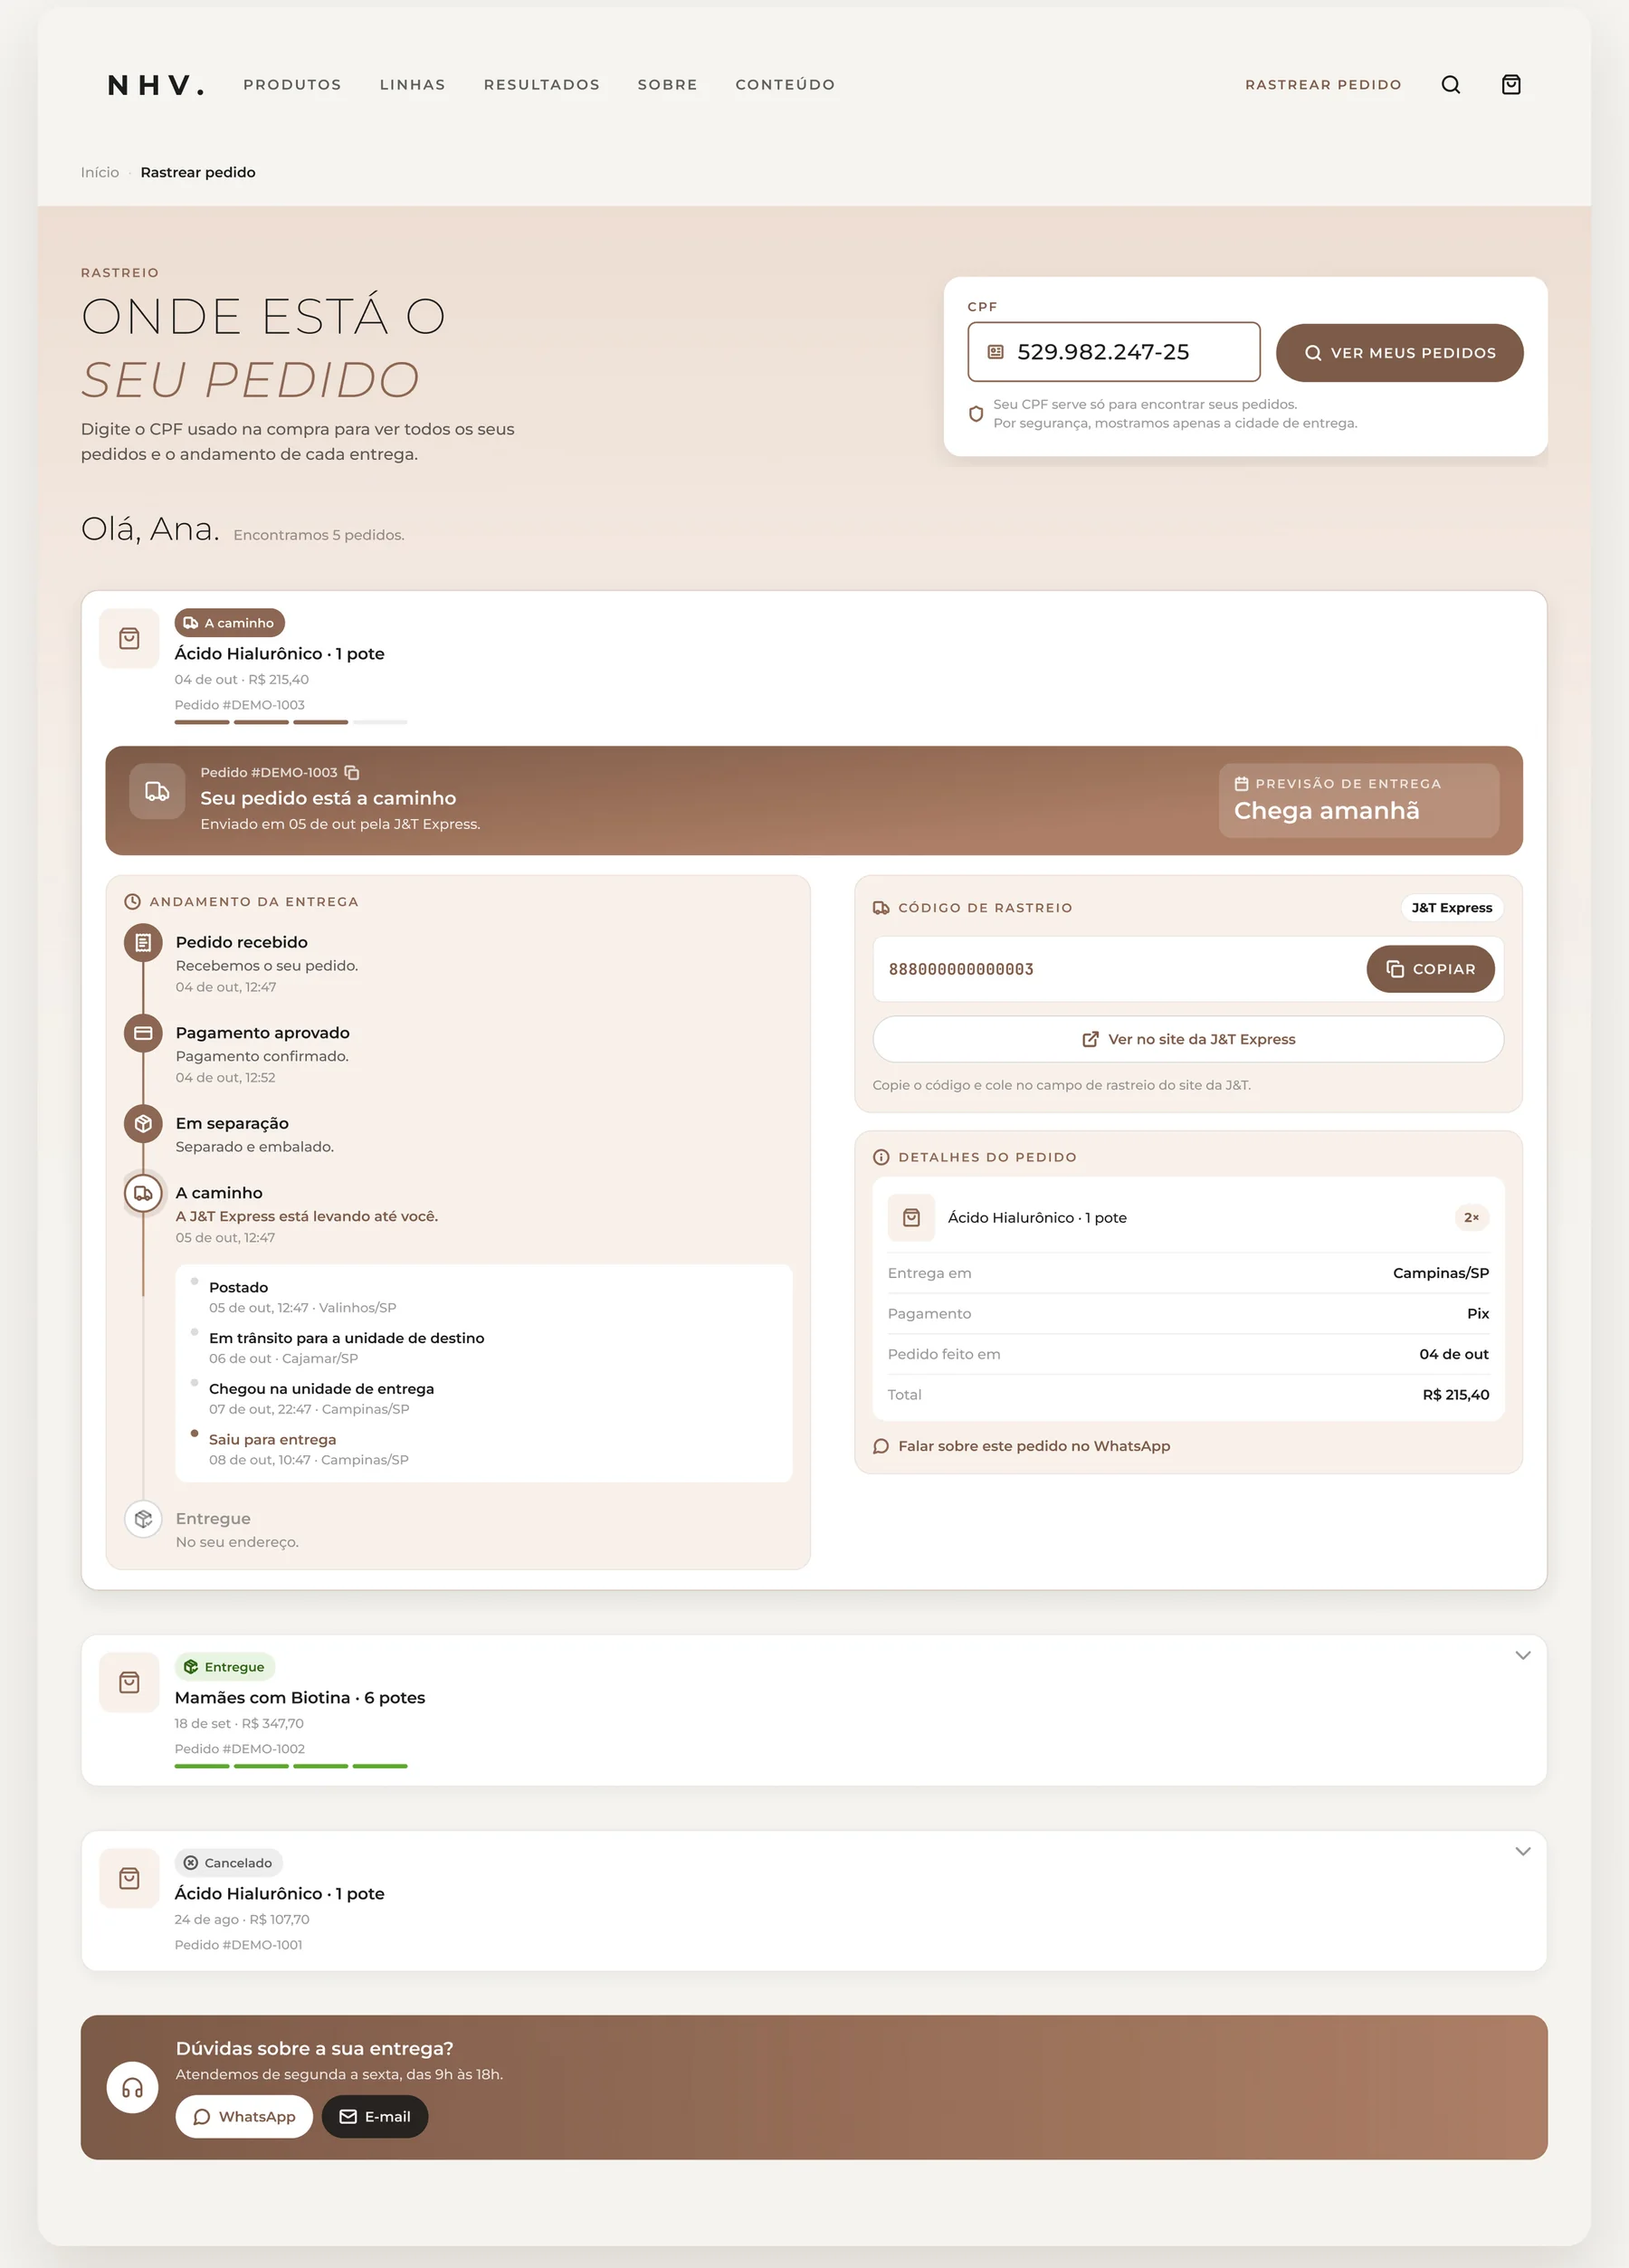 NHV.
PRODUTOS
LINHAS
RESULTADOS
SOBRE
CONTEÚDO
RASTREAR PEDIDO
Início · Rastrear pedido
RASTREIO
ONDE ESTÁ O
SEU PEDIDO
Digite o CPF usado na compra para ver todos os seus
pedidos e o andamento de cada entrega.
CPF
529.982.247-25
VER MEUS PEDIDOS
Seu CPF serve só para encontrar seus pedidos.
Por segurança, mostramos apenas a cidade de entrega.
Olá, Ana. Encontramos 5 pedidos.
A caminho
Ácido Hialurônico · 1 pote
04 de out · R$ 215,40
Pedido #DEMO-1003
Pedido #DEMO-1003
Seu pedido está a caminho
Enviado em 05 de out pela J&T Express.
PREVISÃO DE ENTREGA
Chega amanhã
ANDAMENTO DA ENTREGA
Pedido recebido
Recebemos o seu pedido.
04 de out, 12:47
Pagamento aprovado
Pagamento confirmado.
04 de out, 12:52
Em separação
Separado e embalado.
A caminho
A J&T Express está levando até você.
05 de out, 12:47
Postado
05 de out, 12:47 · Valinhos/SP
Em trânsito para a unidade de destino
06 de out · Cajamar/SP
Chegou na unidade de entrega
07 de out, 22:47 · Campinas/SP
Saiu para entrega
08 de out, 10:47 · Campinas/SP
Entregue
No seu endereço.
CÓDIGO DE RASTREIO
J&T Express
888000000000003
COPIAR
Ver no site da J&T Express
Copie o código e cole no campo de rastreio do site da J&T.
DETALHES DO PEDIDO
Ácido Hialurônico · 1 pote
2×
Entrega em
Campinas/SP
Pagamento
Pix
Pedido feito em
04 de out
Total
R$ 215,40
Falar sobre este pedido no WhatsApp
Entregue
Mamães com Biotina · 6 potes
18 de set · R$ 347,70
Pedido #DEMO-1002
Cancelado
Ácido Hialurônico · 1 pote
24 de ago · R$ 107,70
Pedido #DEMO-1001
Dúvidas sobre a sua entrega?
Atendemos de segunda a sexta, das 9h às 18h.
WhatsApp
E-mail